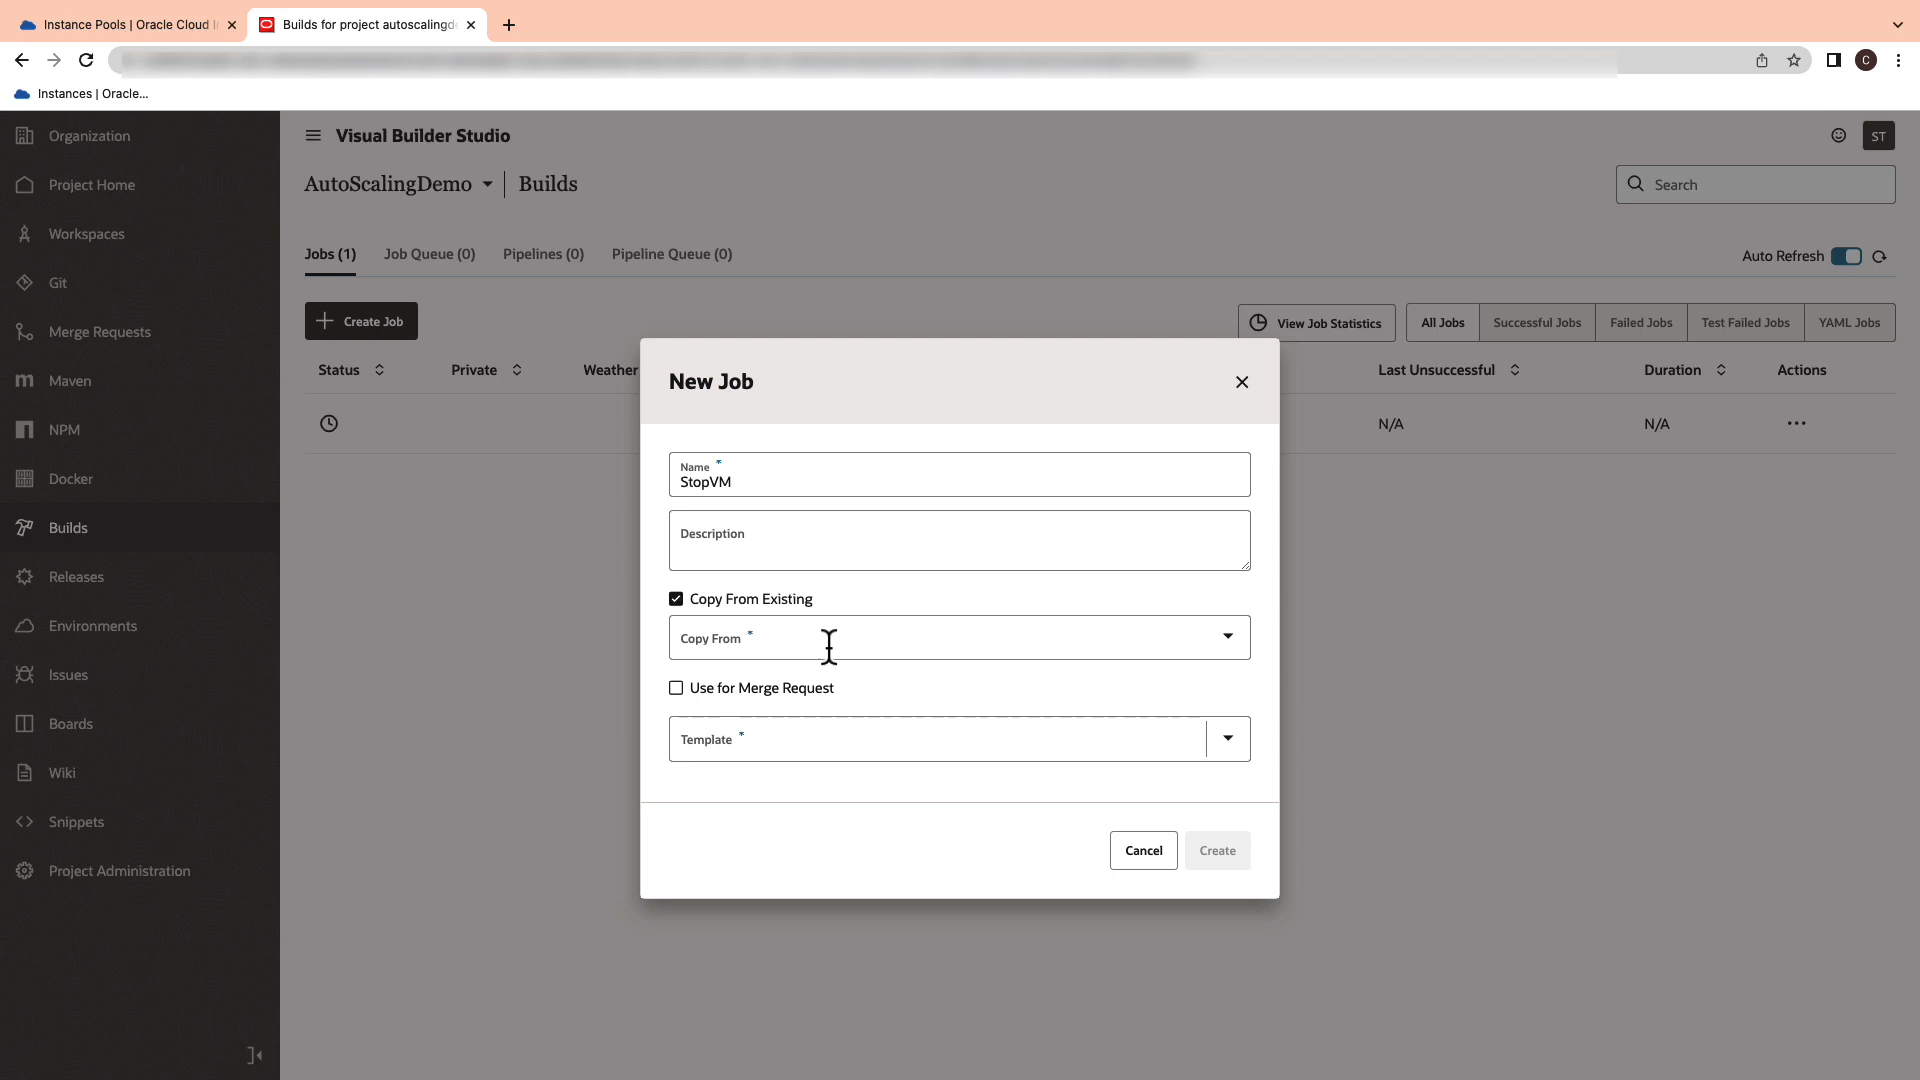 Instance Pools | Oracle Cloud I
Builds for project autoscalingde
Instances | Oracle...
C
Organization
Project Home
Workspaces
Git
Merge Requests
Maven
NPM
Docker
Builds
Releases
Environments
Issues
Boards
Wiki
Snippets
Project Administration
Visual Builder Studio
ST
AutoScalingDemo
Builds
Search
Jobs (1)
Job Queue (0)
Pipelines (0)
Pipeline Queue (0)
Auto Refresh
Create Job
View Job Statistics
All Jobs
Successful Jobs
Failed Jobs
Test Failed Jobs
YAML Jobs
Status
Private
Weather
Last Unsuccessful
Duration
Actions
N/A
N/A
New Job
Name *
StopVM
Description
Copy From Existing
Copy From *
Use for Merge Request
Template *
Cancel
Create